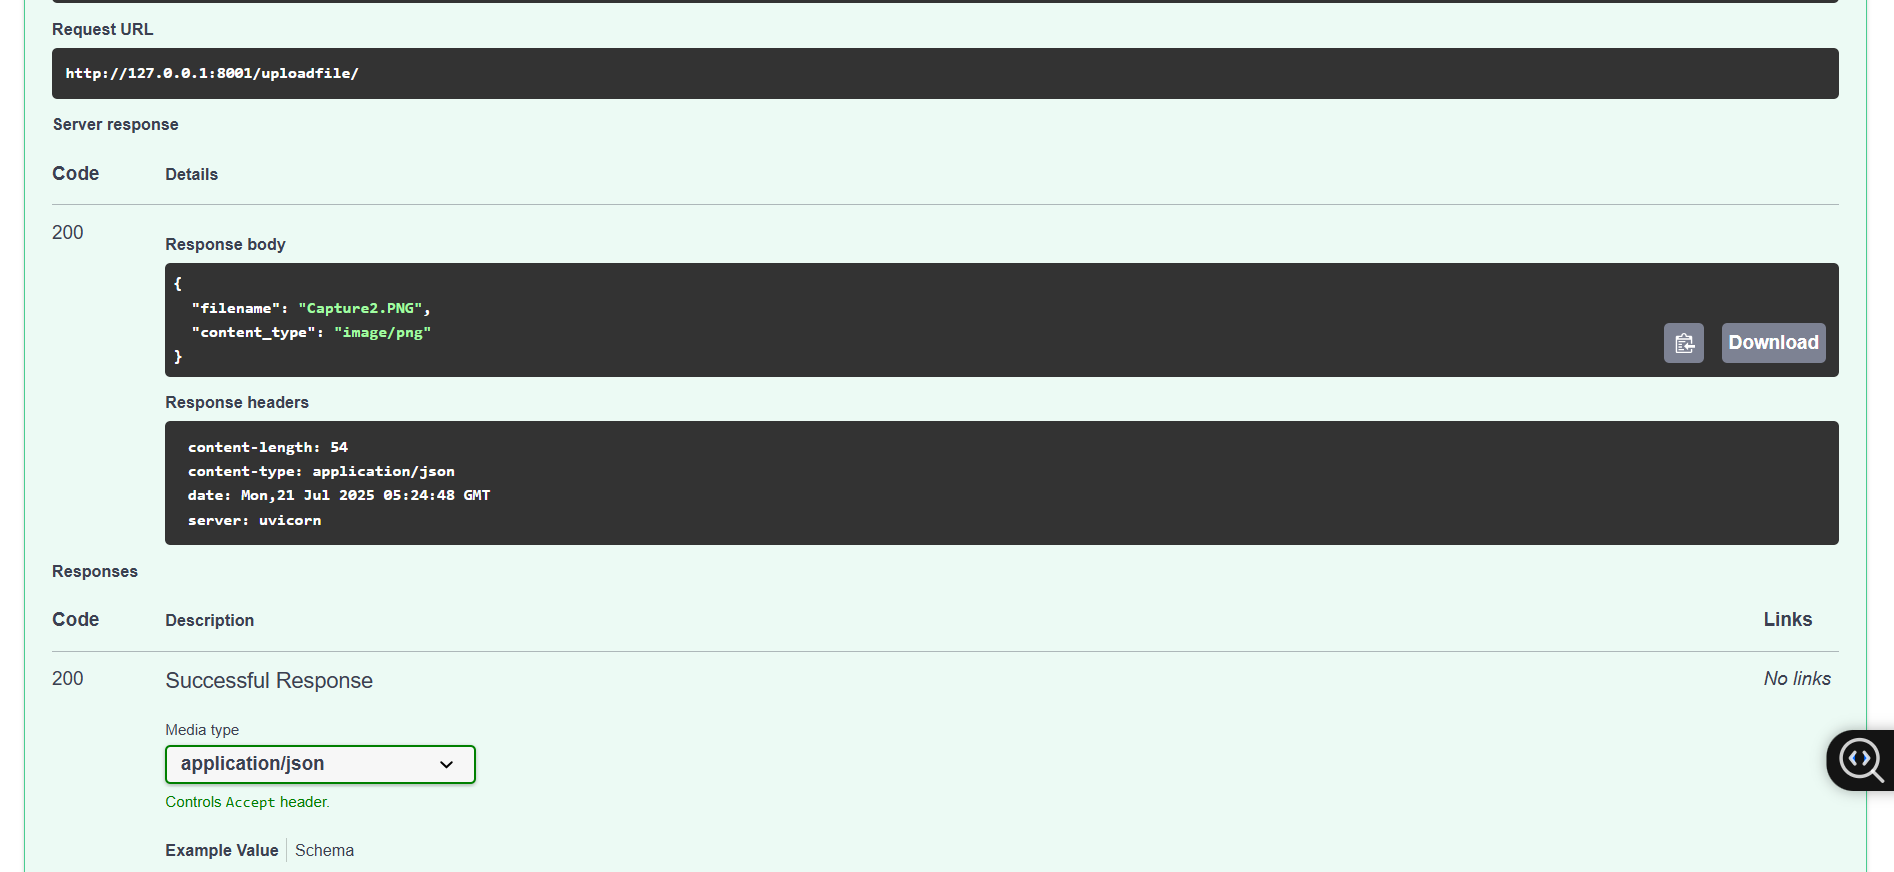 Request URL
http://127.0.0.1:8001/uploadfile/
Server response
Code Details
200
Response body
{
"filename": "Capture2.PNG",
"content_type": "image/png"
}
Download
Response headers
content-length: 54
content-type: application/json
date: Mon,21 Jul 2025 05:24:48 GMT
server: uvicorn
Responses
Code Description Links
200 Successful Response No links
Media type
application/json
Controls Accept header.
Example Value Schema